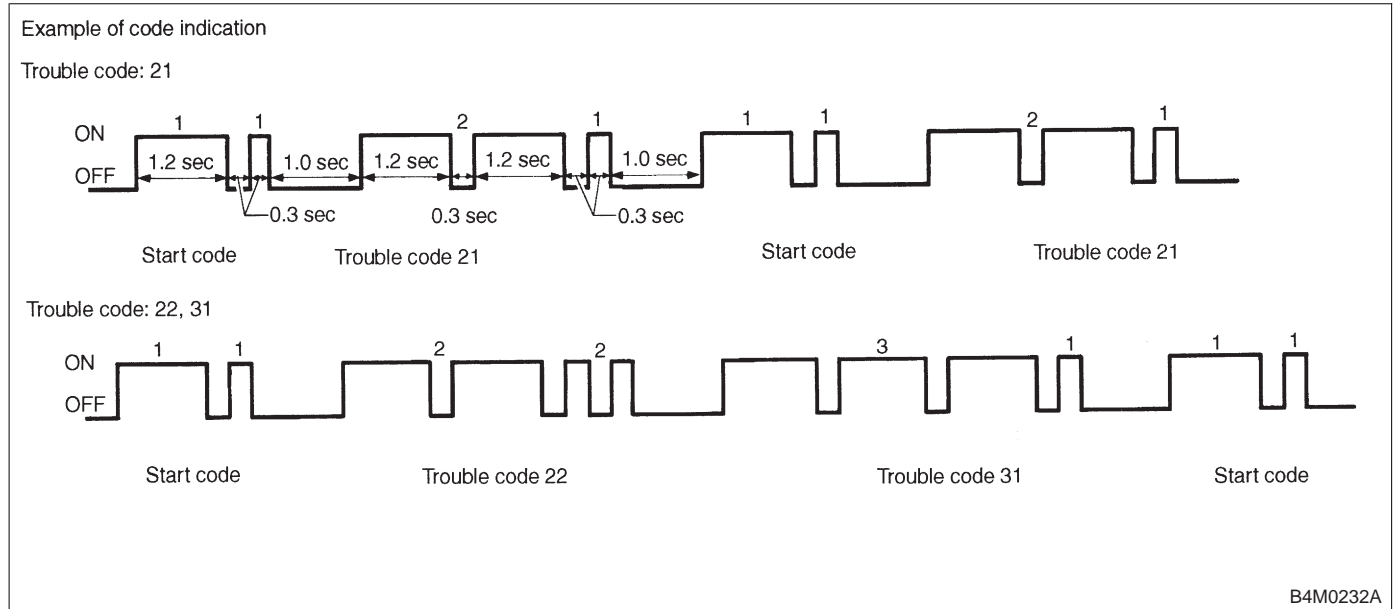 Example of code indication
Trouble code: 21
1 1 2 1 1 1 2 1
ON
1.2 sec 1.0 sec 1.2 sec 1.2 sec 1.0 sec
OFF
0.3 sec 0.3 sec 0.3 sec
Start code Trouble code 21 Start code Trouble code 21
Trouble code: 22, 31
1 1 2 2 3 1 1 1
ON
OFF
Start code Trouble code 22 Trouble code 31 Start code
B4M0232A